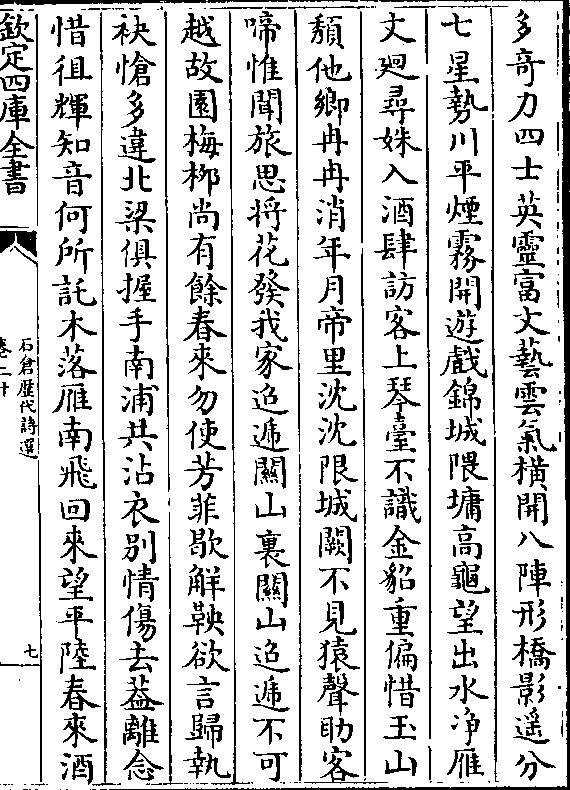 多竒力四士英靈富文藝雲氣横開八陣形橋影遥分
七星勢川平煙霧開遊戲錦城隈墉高龜望出水净雁
文廻尋姝入酒肆訪客上琴臺不識金貂重偏惜玉山
頽他鄉冉冉消年月帝里沈沈限城闕不見猿聲助客
啼惟聞旅思将花發我家迢遞關山裏關山迢遞不可
越故園梅栁尚有餘春來勿使芳菲歇解鞅欲言歸執
袂愴多違北梁俱握手南浦共沾衣别情傷去葢離念
惜徂輝知音何所託木落雁南飛回來望平陸春來酒
欽定四庫全書
石倉歷代詩選
卷二十
七